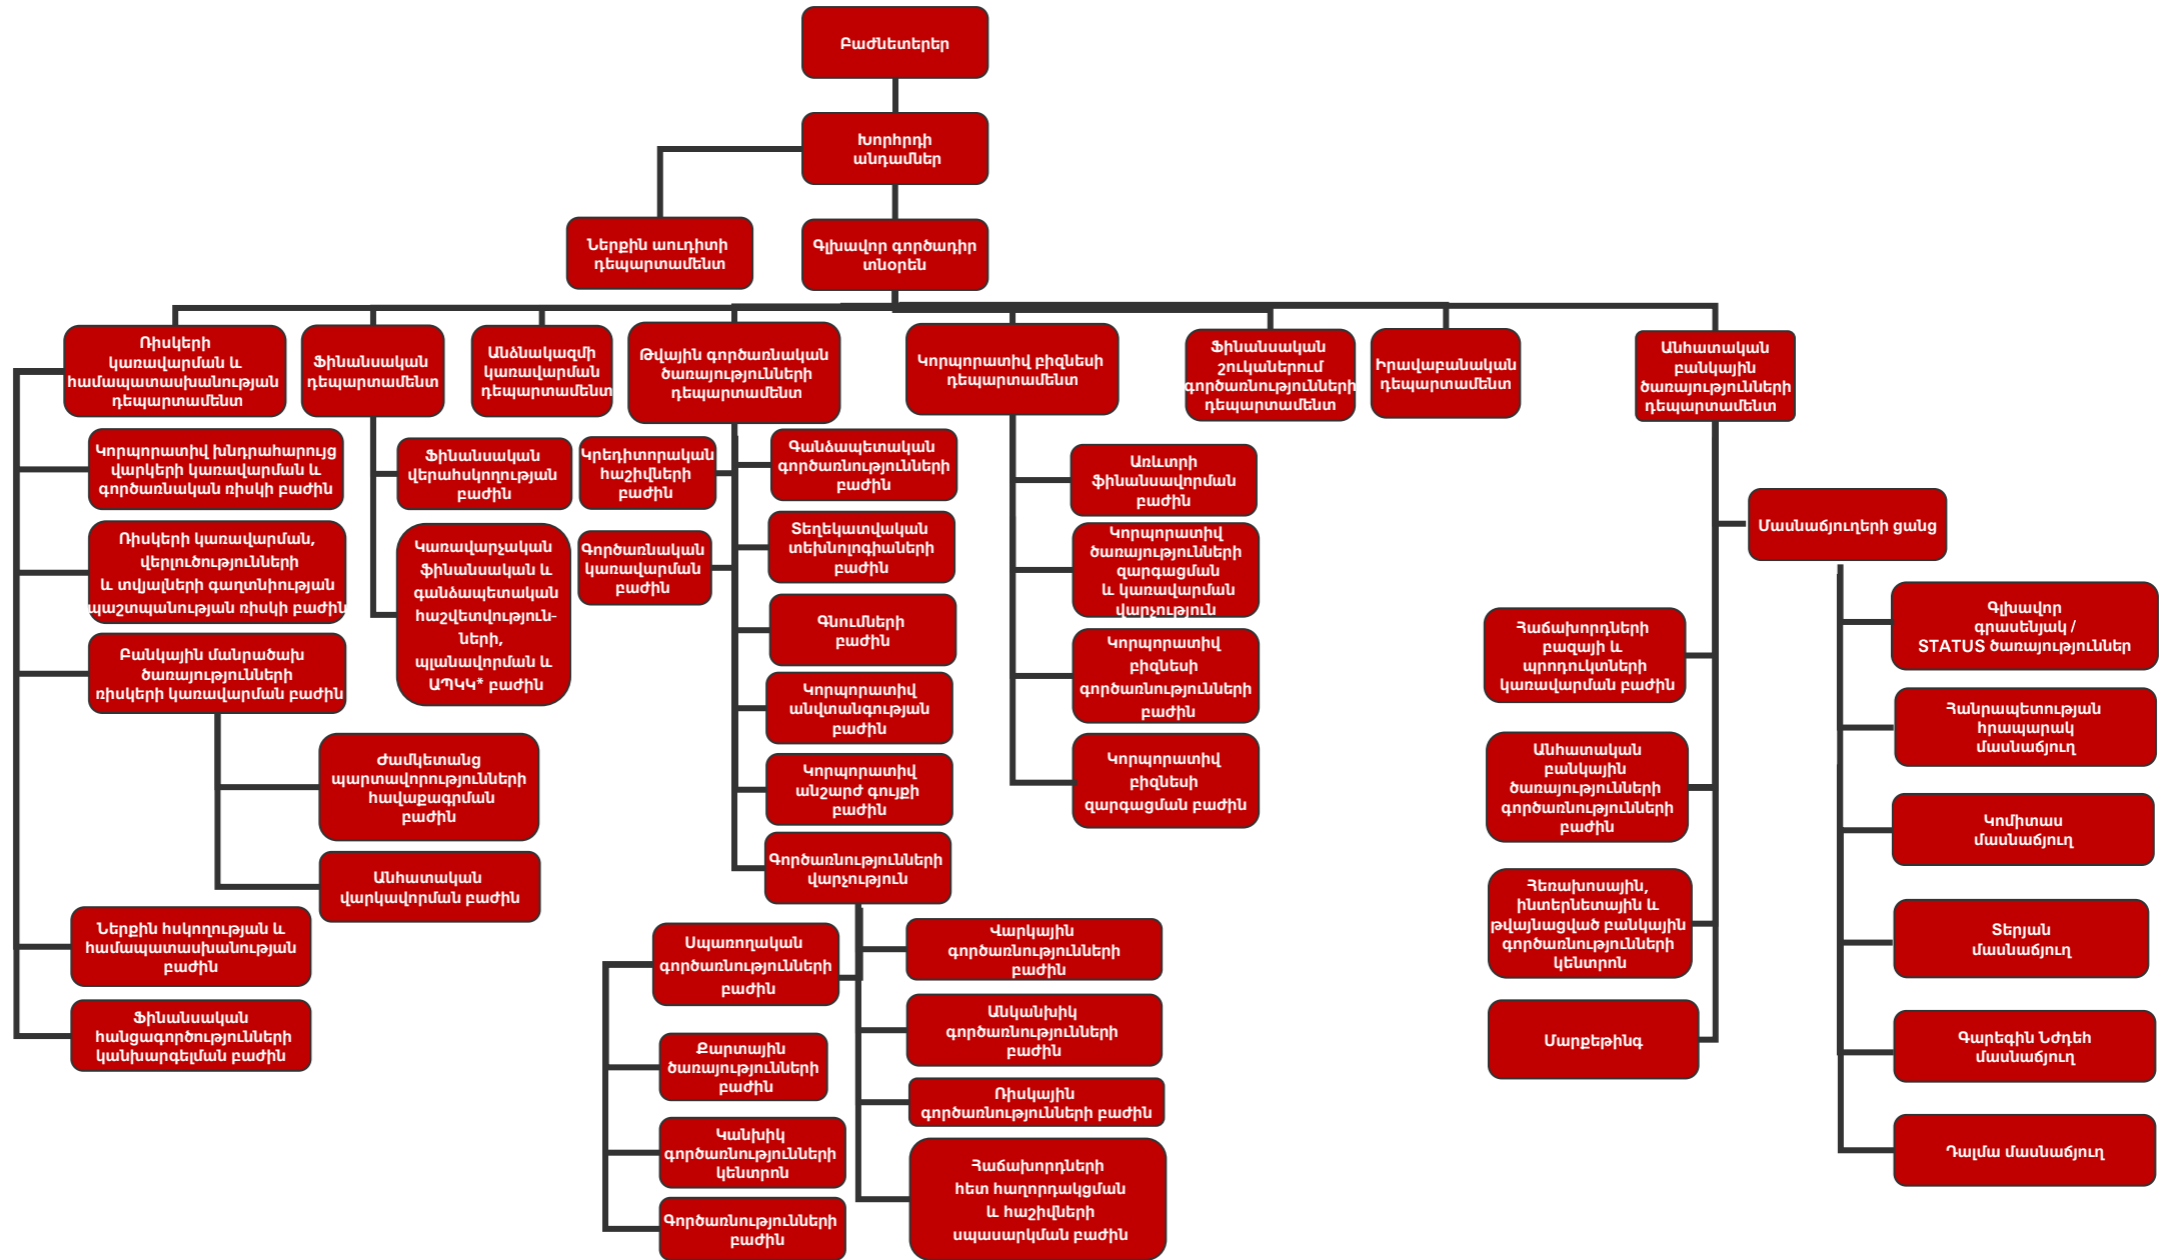 Բաժնետերեր
Խորհրդի
անդամներ
Ներքին աուդիտի
դեպարտամենտ
Գլխավոր գործադիր
տնօրեն
Ռիսկերի
կառավարման և
համապատասխանության
դեպարտամենտ
Ֆինանսական
դեպարտամենտ
Անձնակազմի
կառավարման
դեպարտամենտ
Թվային գործառնական
ծառայությունների
դեպարտամենտ
Կորպորատիվ բիզնեսի
դեպարտամենտ
Ֆինանսական
շուկաներում
գործառնությունների
դեպարտամենտ
Իրավաբանական
դեպարտամենտ
Անհատական
բանկային
ծառայությունների
դեպարտամենտ
Կորպորատիվ խնդրահարույց
վարկերի կառավարման և
գործառնական ռիսկի բաժին
Ռիսկերի կառավարման,
վերլուծությունների
և տվյալների գաղտնիության
պաշտպանության ռիսկի բաժին
Բանկային մանրածախ
ծառայությունների
ռիսկերի կառավարման բաժին
Ժամկետանց
պարտավորությունների
հավաքագրման
բաժին
Անհատական
վարկավորման բաժին
Ներքին հսկողության և
համապատասխանության
բաժին
Ֆինանսական
հանցագործությունների
կանխարգելման բաժին
Ֆինանսական
վերահսկողության
բաժին
Կառավարչական
ֆինանսական և
գանձապետական
հաշվետվություն-
ների,
պլանավորման և
ԱՊԿԿ* բաժին
Կրեդիտորական
հաշիվների
բաժին
Գործառնական
կառավարման
բաժին
Գանձապետական
գործառնությունների
բաժին
Տեղեկատվական
տեխնոլոգիաների
բաժին
Գնումների
բաժին
Կորպորատիվ
անվտանգության
բաժին
Կորպորատիվ
անշարժ գույքի
բաժին
Գործառնությունների
վարչություն
Սպառողական
գործառնությունների
բաժին
Քարտային
ծառայությունների
բաժին
Կանխիկ
գործառնությունների
կենտրոն
Գործառնությունների
բաժին
Վարկային
գործառնությունների
բաժին
Անկանխիկ
գործառնությունների
բաժին
Ռիսկային
գործառնությունների բաժին
Հաճախորդների
հետ հաղորդակցման
և հաշիվների
սպասարկման բաժին
Առևտրի
ֆինանսավորման
բաժին
Կորպորատիվ
ծառայությունների
զարգացման
և կառավարման
վարչություն
Կորպորատիվ
բիզնեսի
գործառնությունների
բաժին
Կորպորատիվ
բիզնեսի
զարգացման բաժին
Հաճախորդների
բազայի և
պրոդուկտների
կառավարման բաժին
Անհատական
բանկային
ծառայությունների
գործառնությունների
բաժին
Հեռախոսային,
ինտերնետային և
թվայնացված բանկային
գործառնությունների
կենտրոն
Մարքեթինգ
Մասնաճյուղերի ցանց
Գլխավոր
գրասենյակ /
STATUS ծառայություններ
Հանրապետության
հրապարակ
մասնաճյուղ
Կոմիտաս
մասնաճյուղ
Տերյան
մասնաճյուղ
Գարեգին Նժդեհ
մասնաճյուղ
Դալմա մասնաճյուղ